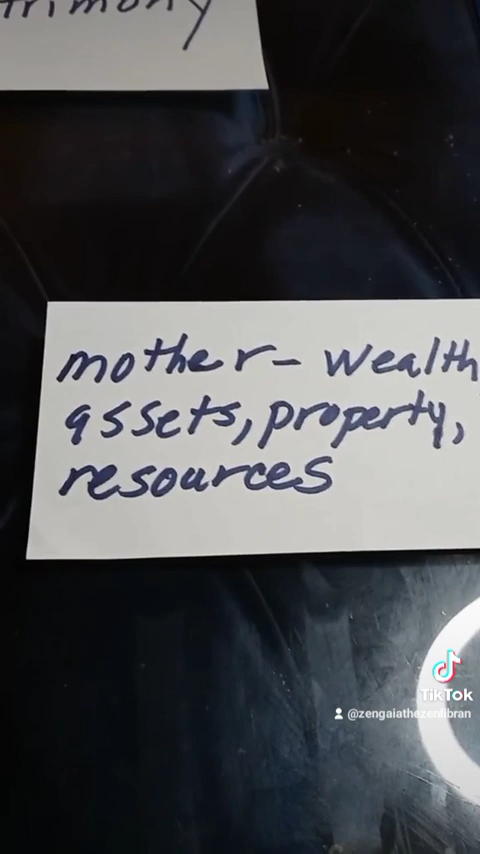 mother- wealth
assets, property,
resources
TikTok
@zengaiathezenlibran